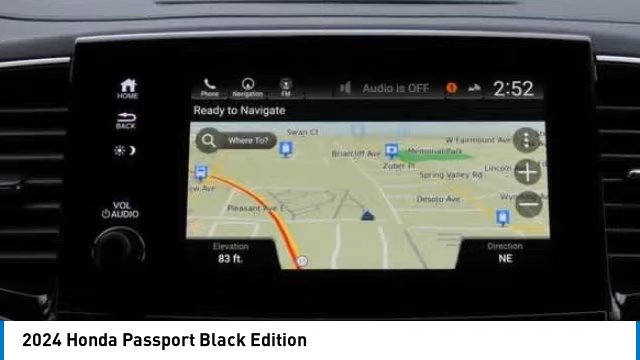 Phone Navigation FM Audio is OFF 2:52
HOME
Ready to Navigate
BACK
Where To?
Swan Ct
W Fairmount Ave
Briarcliff Ave
Memorial Park
Zuber Pl
Lincoln
Spring Valley Rd
ew Ave
Desoto Ave
Pleasant Ave E
VOL
AUDIO
Elevation
83 ft.
Direction
NE
2024 Honda Passport Black Edition